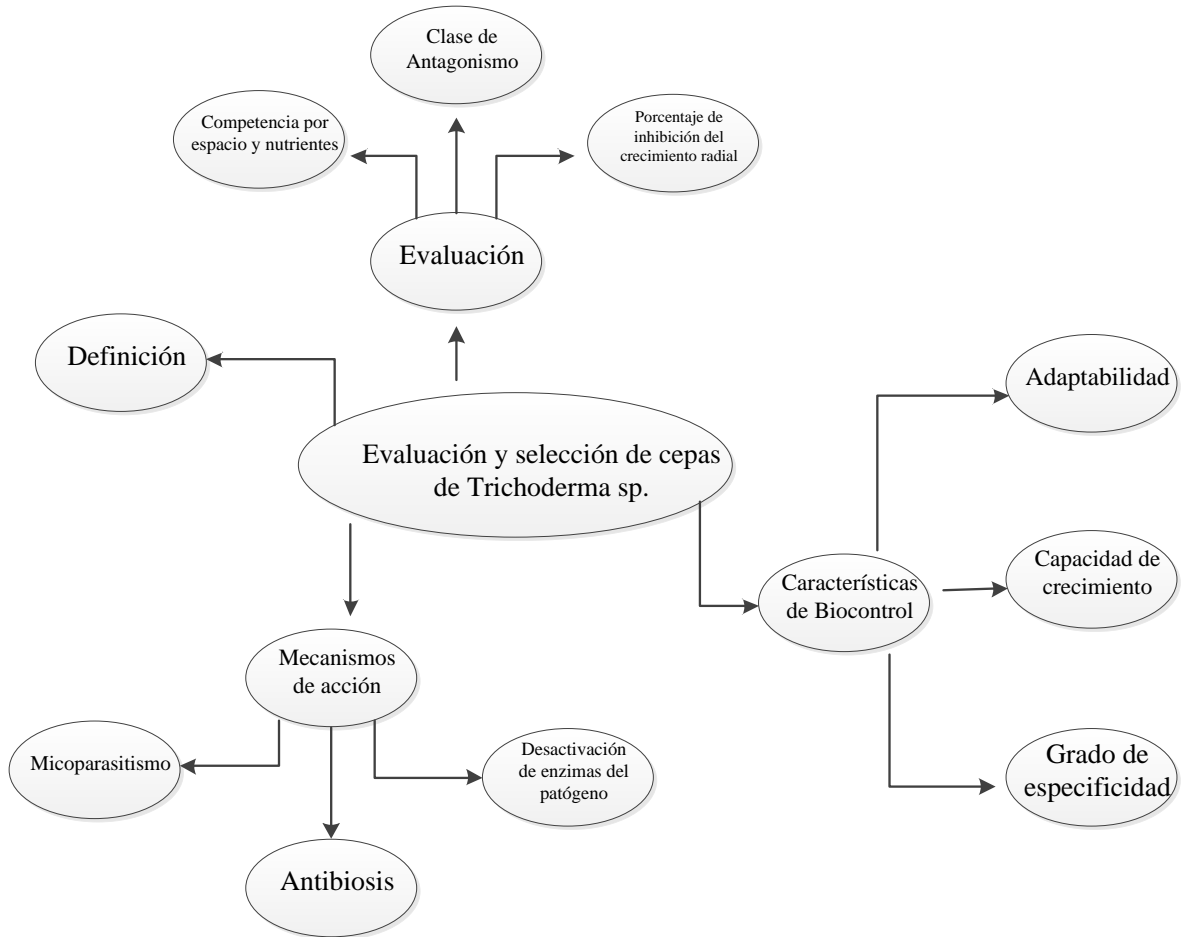 Clase de
Antagonismo
Competencia por
espacio y nutrientes
Porcentaje de
inhibición del
crecimiento radial
Evaluación
Definición
Adaptabilidad
Evaluación y selección de cepas
de Trichoderma sp.
Capacidad de
crecimiento
Características
de Biocontrol
Mecanismos
de acción
Micoparasitismo
Desactivación
de enzimas del
patógeno
Grado de
especificidad
Antibiosis